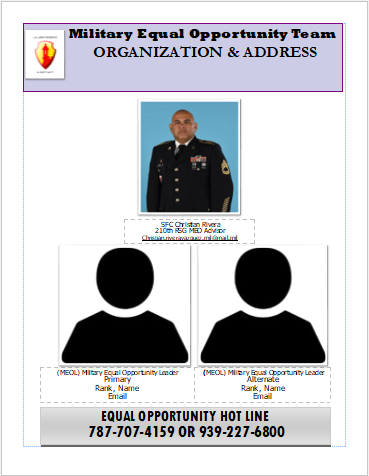 Military Equal Opportunity Team
ORGANIZATION & ADDRESS
SFC Christian Rivera
210th RSG MEO Advisor
(MEOL) Military Equal Opportunity Leader
Primary
Rank, Name
Email
(MEOL) Military Equal Opportunity Leader
Alternate
Rank, Name
Email
EQUAL OPPORTUNITY HOT LINE
787-707-4159 OR 939-227-6800